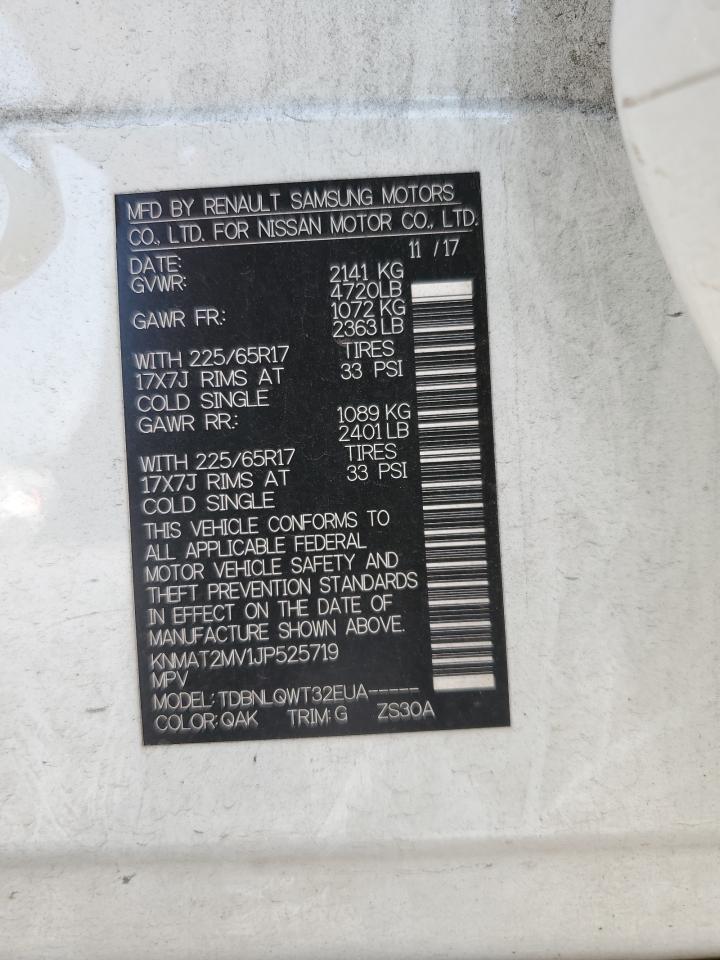 MFD BY RENAULT SAMSUNG MOTORS
CO., LTD. FOR NISSAN MOTOR CO., LTD.
DATE: 11 / 17
GVWR: 2141 KG
4720LB
GAWR FR: 1072 KG
2363 LB
WITH 225/65R17 TIRES
17X7J RIMS AT 33 PSI
COLD SINGLE
GAWR RR: 1089 KG
2401 LB
WITH 225/65R17 TIRES
17X7J RIMS AT 33 PSI
COLD SINGLE
THIS VEHICLE CONFORMS TO
ALL APPLICABLE FEDERAL
MOTOR VEHICLE SAFETY AND
THEFT PREVENTION STANDARDS
IN EFFECT ON THE DATE OF
MANUFACTURE SHOWN ABOVE.
KNMAT2MV1JP525719
MPV
MODEL: TDBNLQWT32EUA-----
COLOR: QAK TRIM: G ZS30A